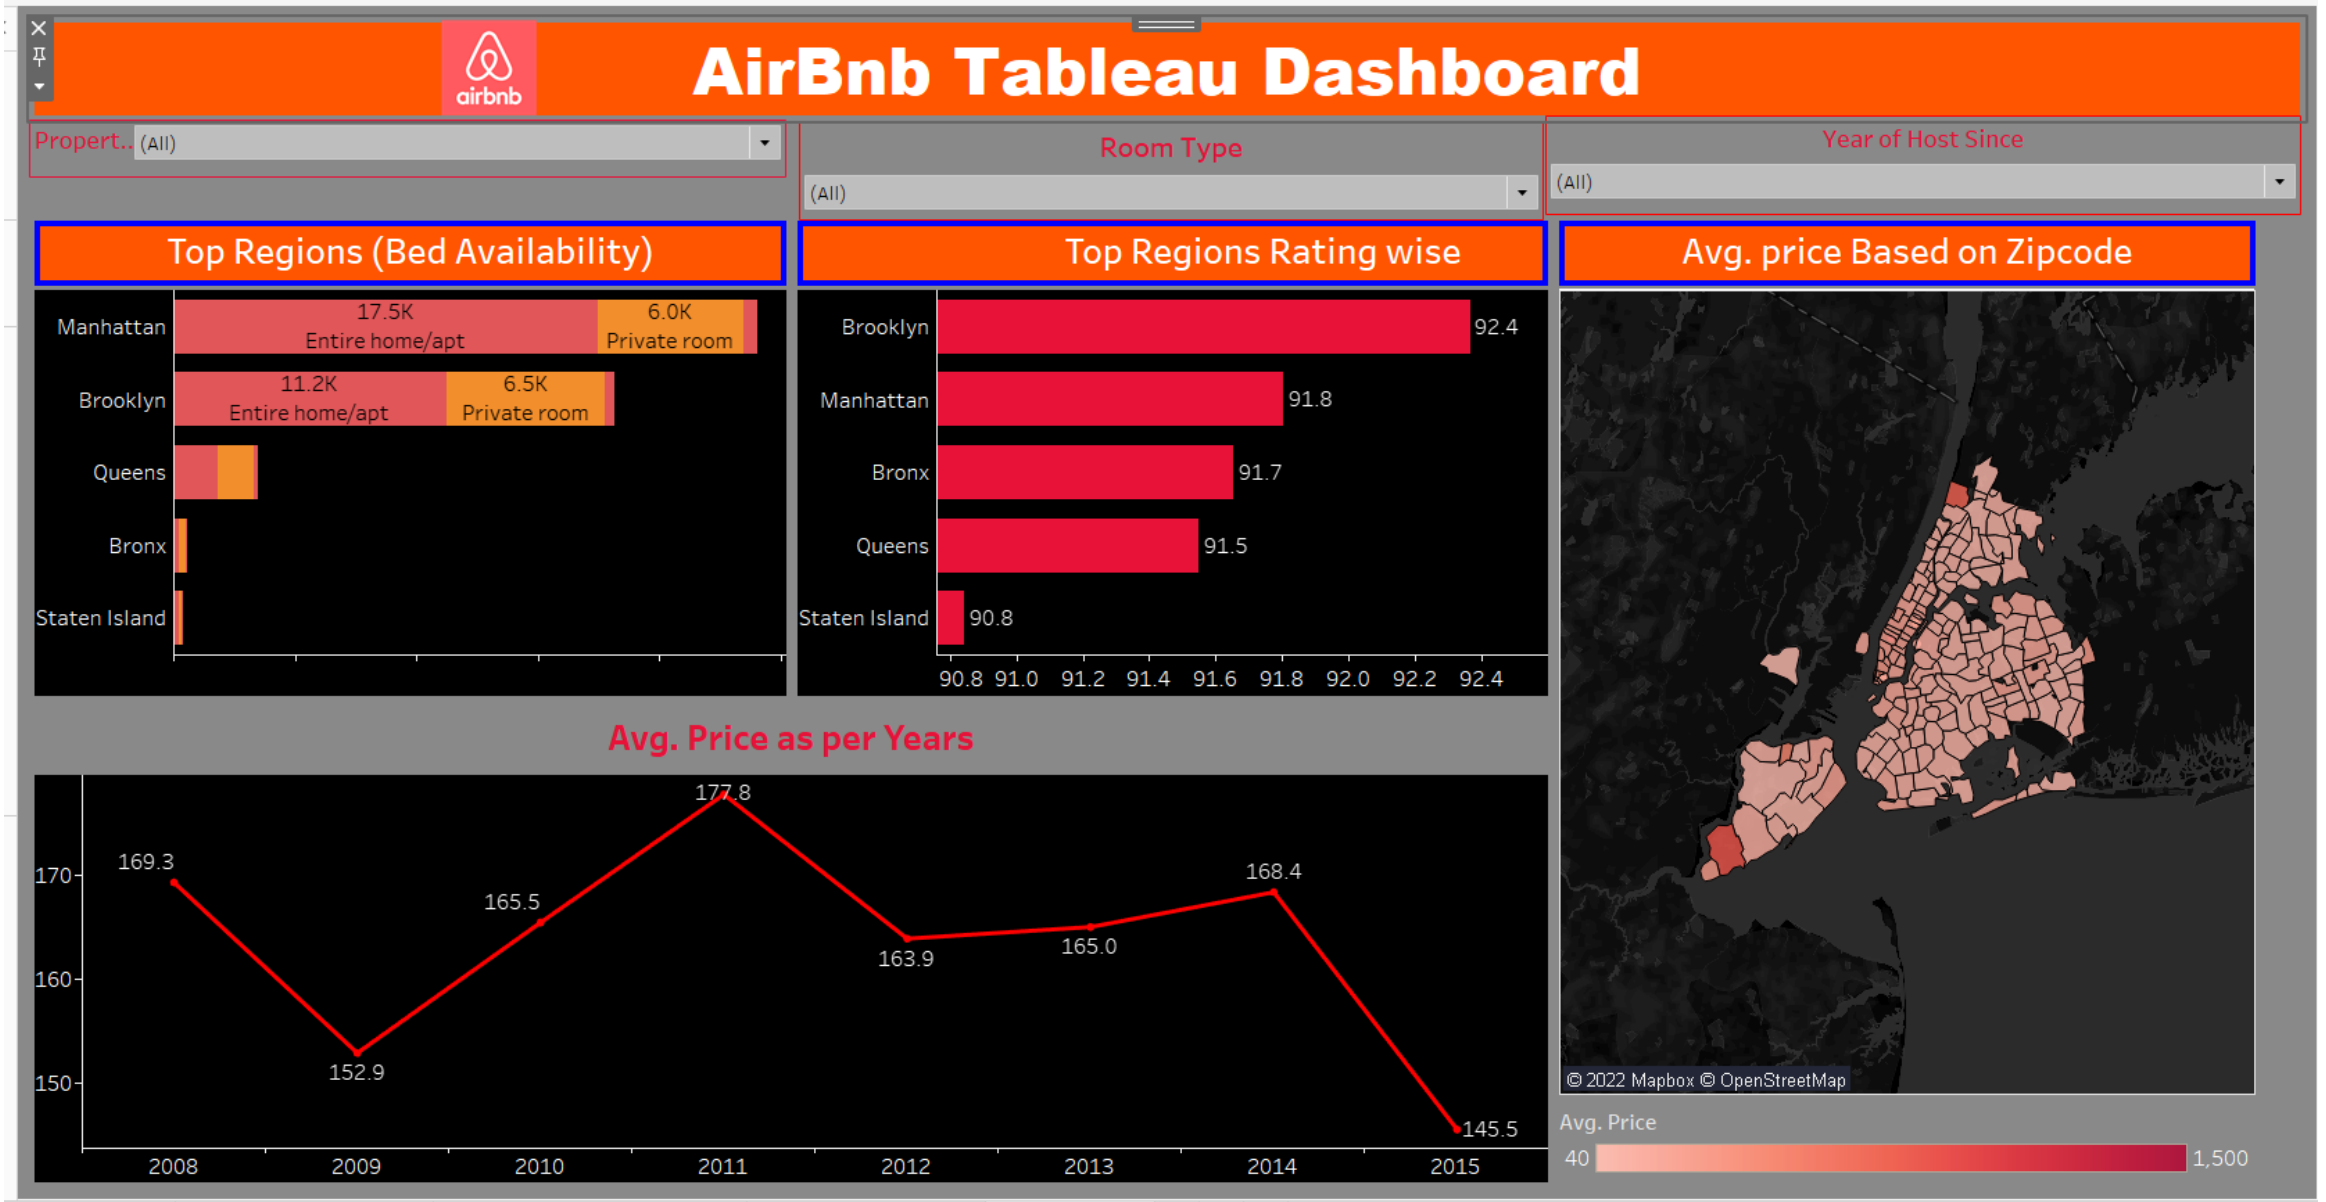 airbnb
AirBnb Tableau Dashboard
Propert..
(All)
Room Type
(All)
Year of Host Since
(All)
Top Regions (Bed Availability)
Manhattan
17.5K
Entire home/apt
6.0K
Private room
Brooklyn
11.2K
Entire home/apt
6.5K
Private room
Queens
Bronx
Staten Island
Top Regions Rating wise
Brooklyn
92.4
Manhattan
91.8
Bronx
91.7
Queens
91.5
Staten Island
90.8
90.8 91.0 91.2 91.4 91.6 91.8 92.0 92.2 92.4
Avg. price Based on Zipcode
© 2022 Mapbox © OpenStreetMap
Avg. Price
40
1,500
Avg. Price as per Years
170
160
150
169.3
152.9
165.5
177.8
163.9
165.0
168.4
145.5
2008 2009 2010 2011 2012 2013 2014 2015